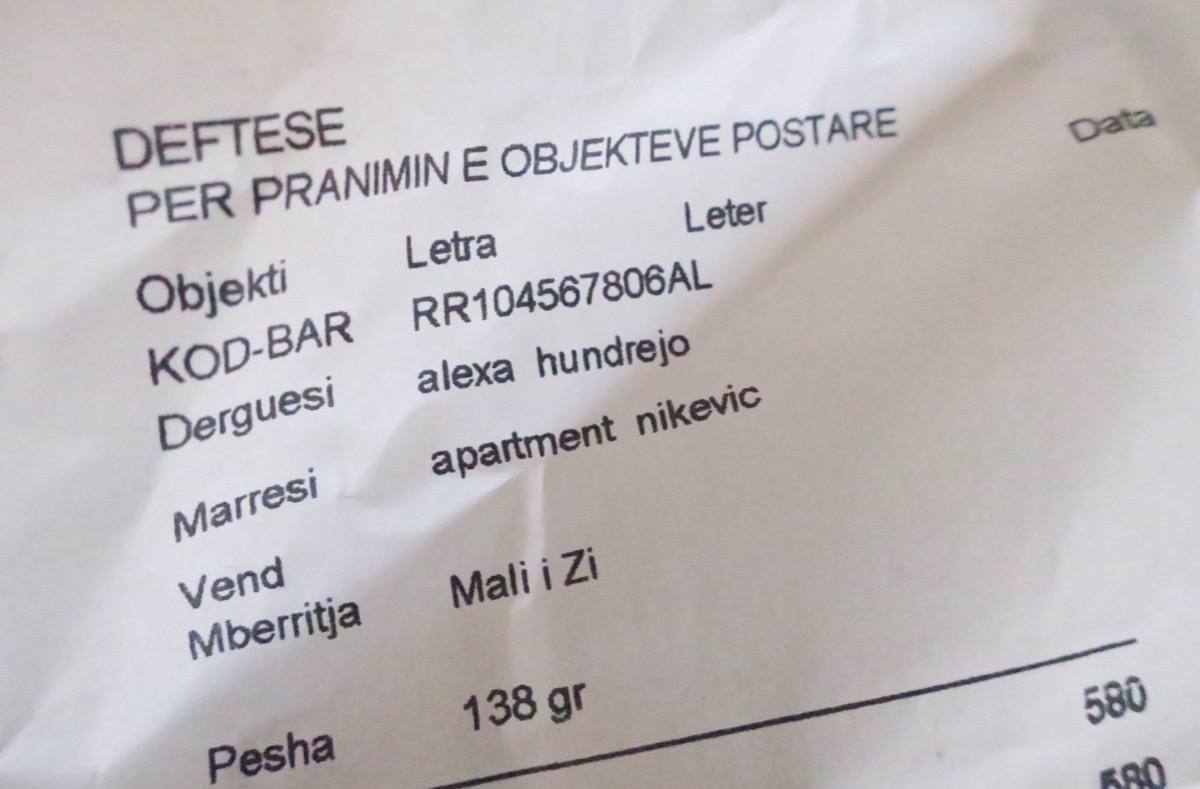 DEFTESE
PER PRANIMIN E OBJEKTEVE POSTARE Data
Objekti Letra Leter
KOD-BAR RR104567806AL
Derguesi alexa hundrejo
Marresi apartment nikevic
Vend
Mberritja Mali i Zi
Pesha 138 gr
580
580